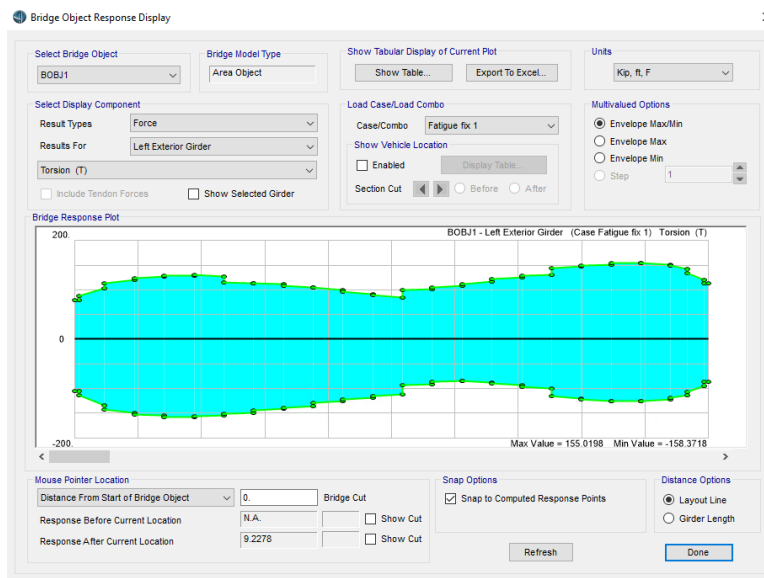 Bridge Object Response Display
Select Bridge Object
BOBJ1
Bridge Model Type
Area Object
Show Tabular Display of Current Plot
Show Table...
Export To Excel...
Units
Kip, ft, F
Select Display Component
Result Types
Force
Results For
Left Exterior Girder
Torsion (T)
Include Tendon Forces
Show Selected Girder
Load Case/Load Combo
Case/Combo
Fatigue fix 1
Show Vehicle Location
Enabled
Display Table...
Section Cut
Before
After
Multivalued Options
Envelope Max/Min
Envelope Max
Envelope Min
Step
1
Bridge Response Plot
200.
BOBJ1 - Left Exterior Girder (Case Fatigue fix 1) Torsion (T)
0
-200.
Max Value = 155.0198 Min Value = -158.3718
Mouse Pointer Location
Distance From Start of Bridge Object
0.
Bridge Cut
Response Before Current Location
N.A.
Show Cut
Response After Current Location
9.2278
Show Cut
Snap Options
Snap to Computed Response Points
Distance Options
Layout Line
Girder Length
Refresh
Done